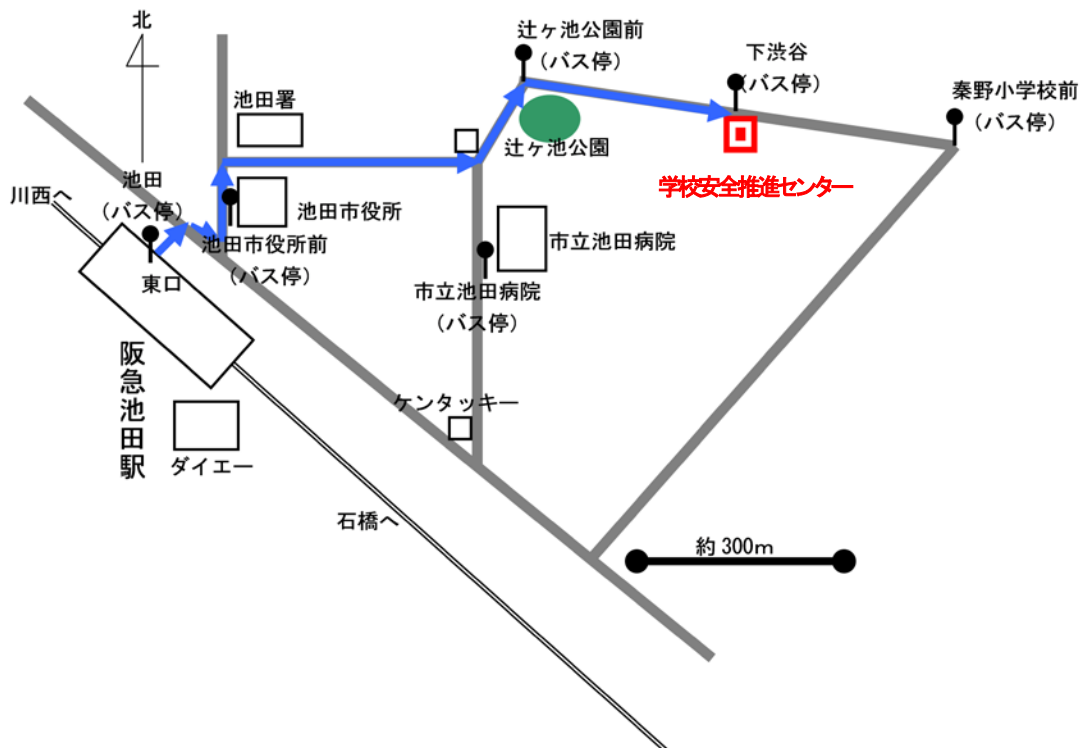 北
辻ヶ池公園前
（バス停）
下渋谷
（バス停）
秦野小学校前
（バス停）
池田署
辻ヶ池公園
学校安全推進センター
川西へ
池田
（バス停）
池田市役所
池田市役所前
（バス停）
東口
市立池田病院
市立池田病院
（バス停）
阪急池田駅
ケンタッキー
ダイエー
石橋へ
約300m